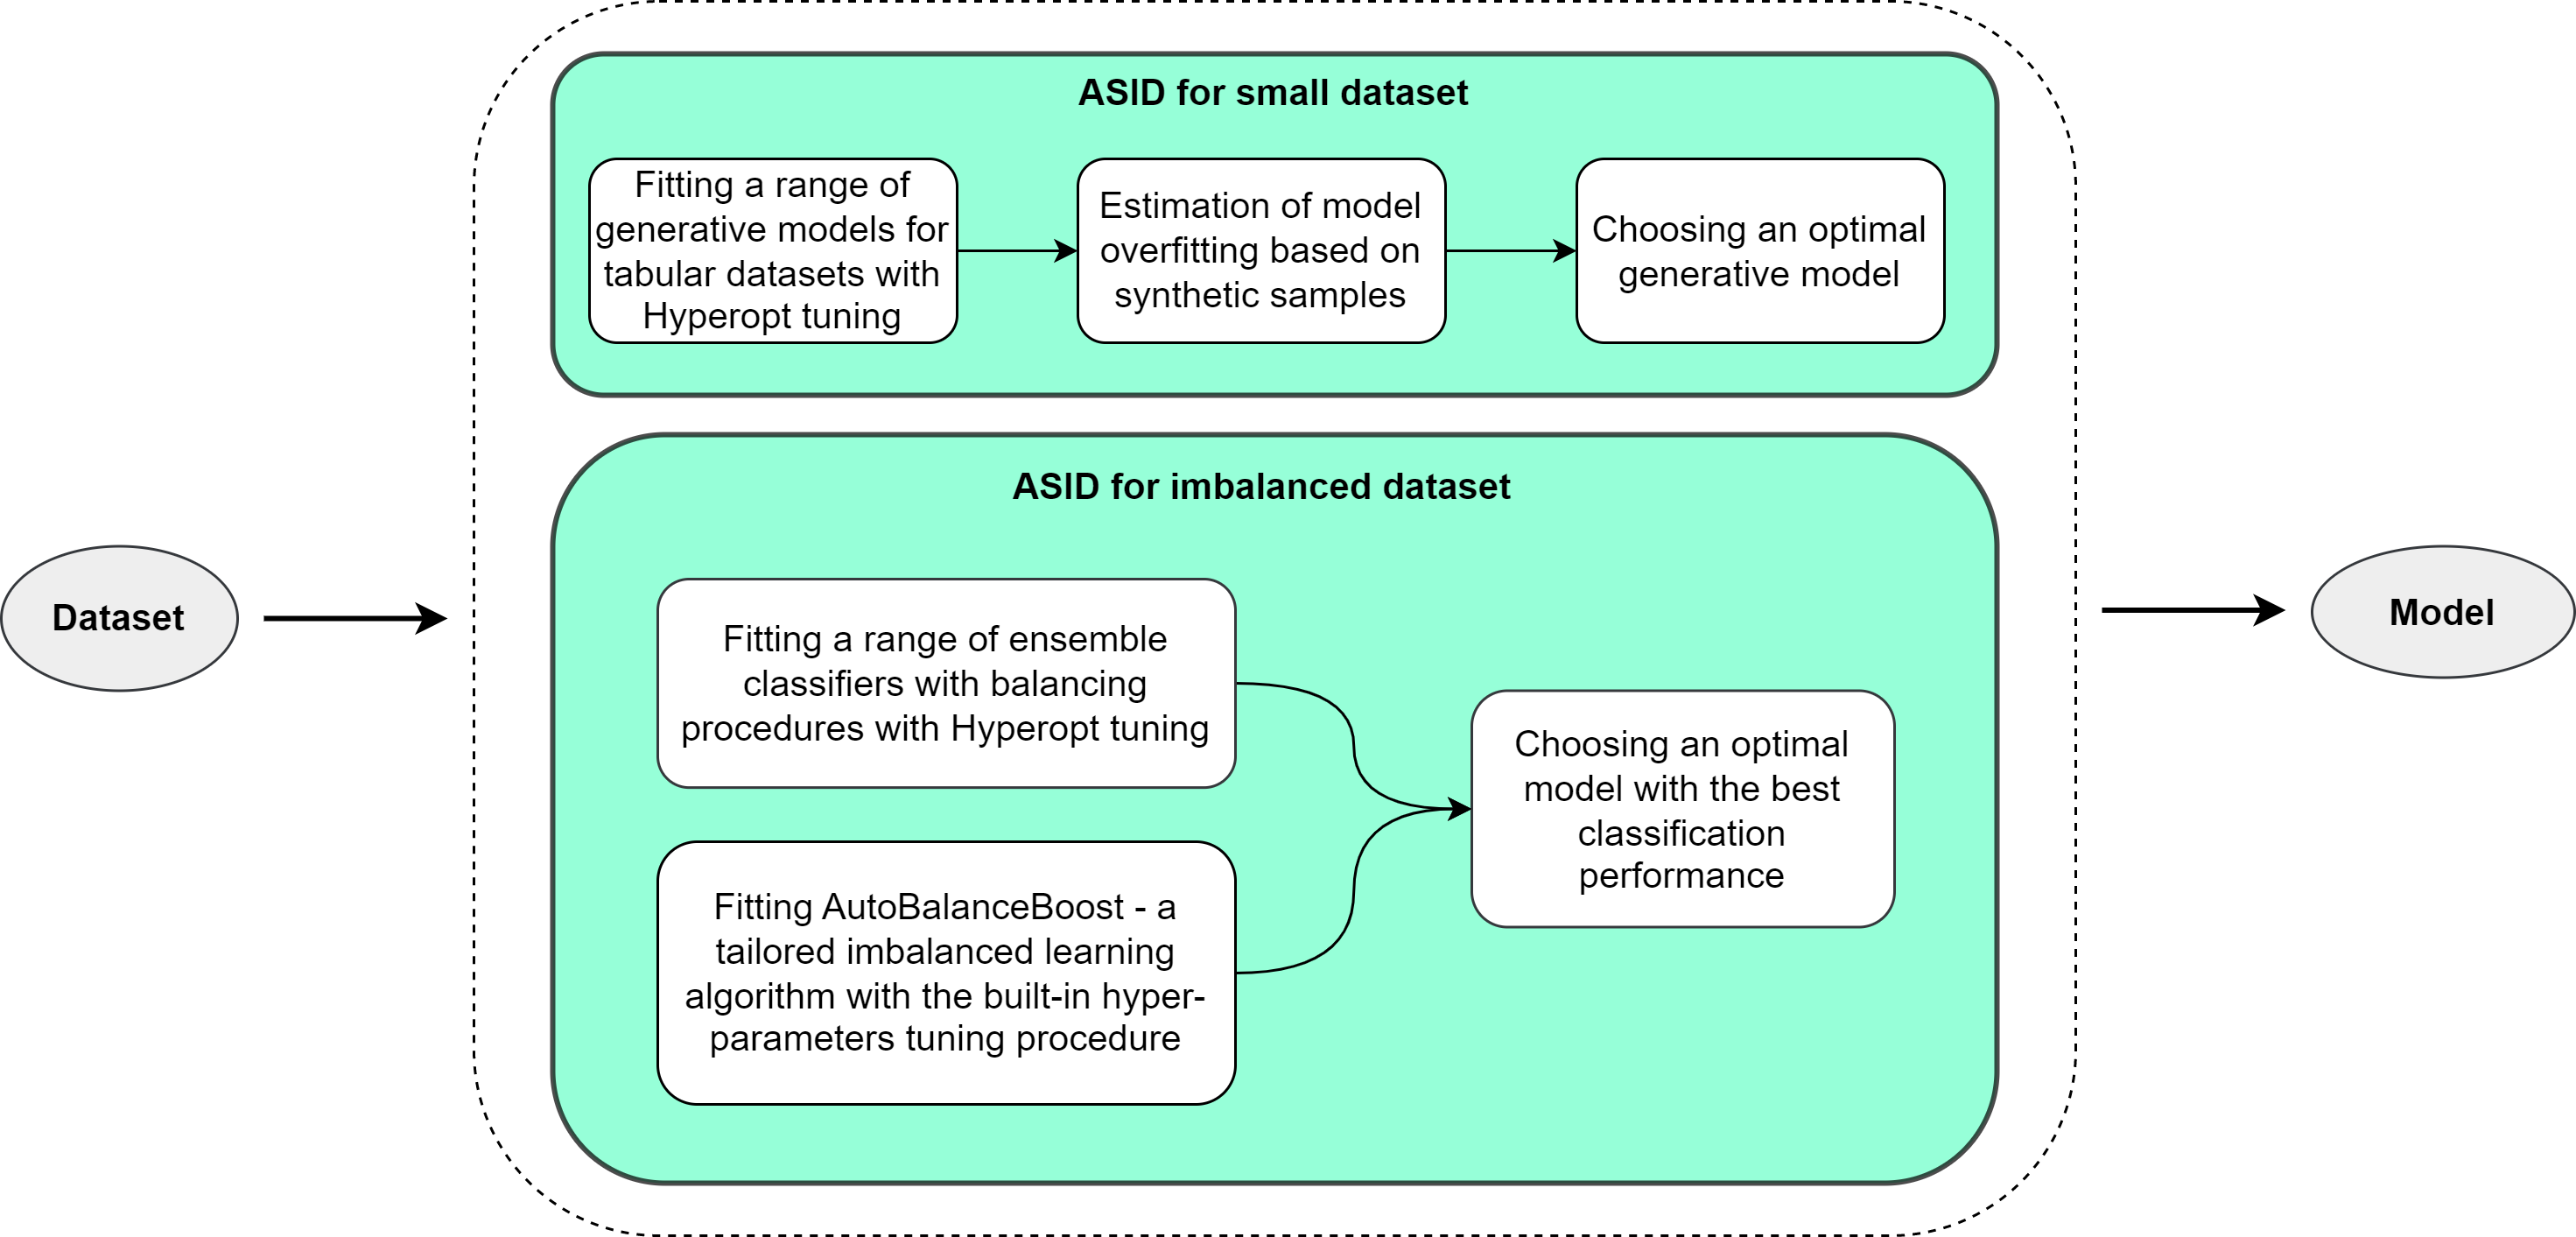 ASID for small dataset
Fitting a range of
generative models for
tabular datasets with
Hyperopt tuning
Estimation of model
overfitting based on
synthetic samples
Choosing an optimal
generative model
ASID for imbalanced dataset
Dataset
Fitting a range of ensemble
classifiers with balancing
procedures with Hyperopt tuning
Fitting AutoBalanceBoost - a
tailored imbalanced learning
algorithm with the built-in hyper-
parameters tuning procedure
Choosing an optimal
model with the best
classification
performance
Model